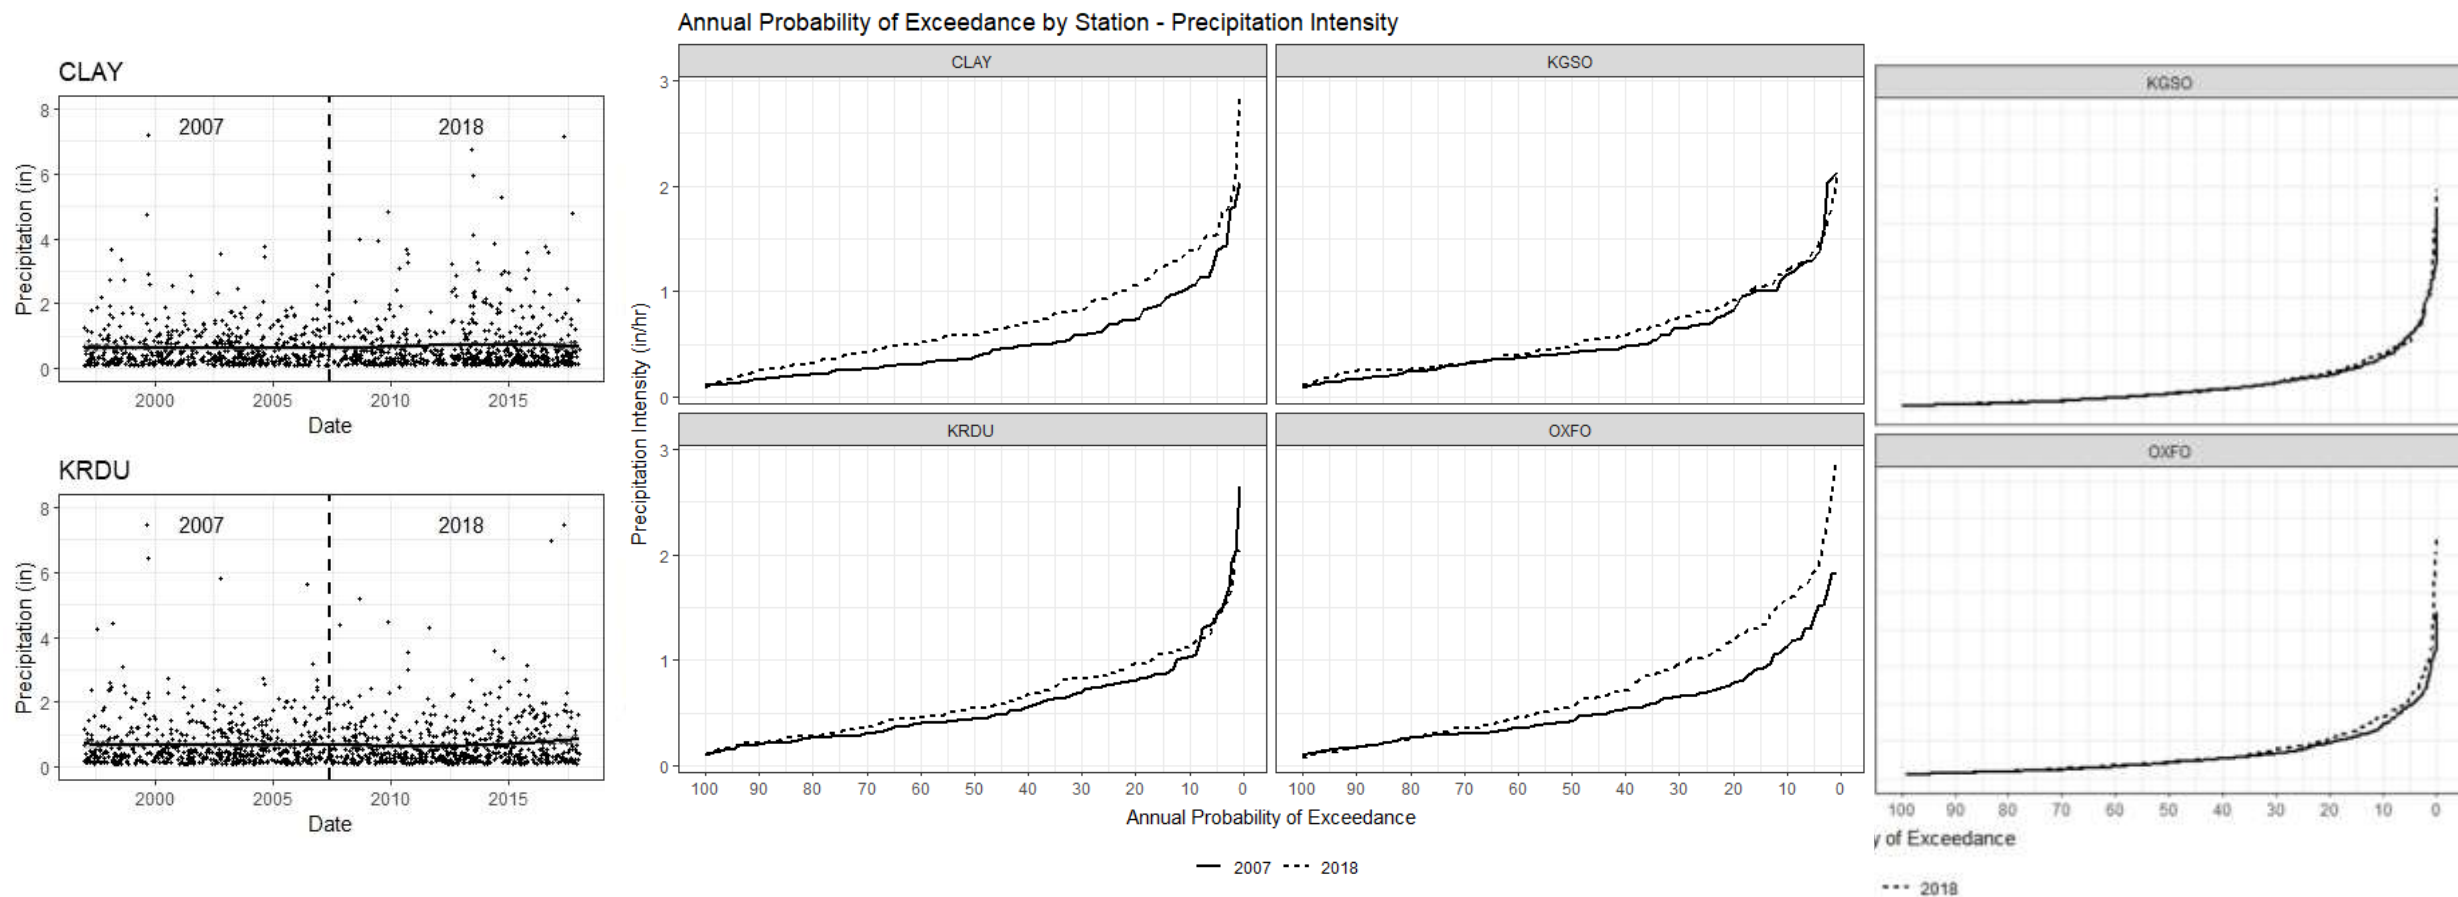 CLAY
8
6
4
2
0
Precipitation (in)
2007
2018
2000
2005
2010
2015
Date
KRDU
8
6
4
2
0
Precipitation (in)
2007
2018
2000
2005
2010
2015
Date
Annual Probability of Exceedance by Station - Precipitation Intensity
CLAY
KGSO
3
2
1
0
KRDU
OXFO
3
2
1
0
Precipitation Intensity (in/hr)
100 90 80 70 60 50 40 30 20 10 0
100 90 80 70 60 50 40 30 20 10 0
Annual Probability of Exceedance
2007 2018
KGSO
OXFO
100 90 80 70 60 50 40 30 20 10 0
y of Exceedance
2018